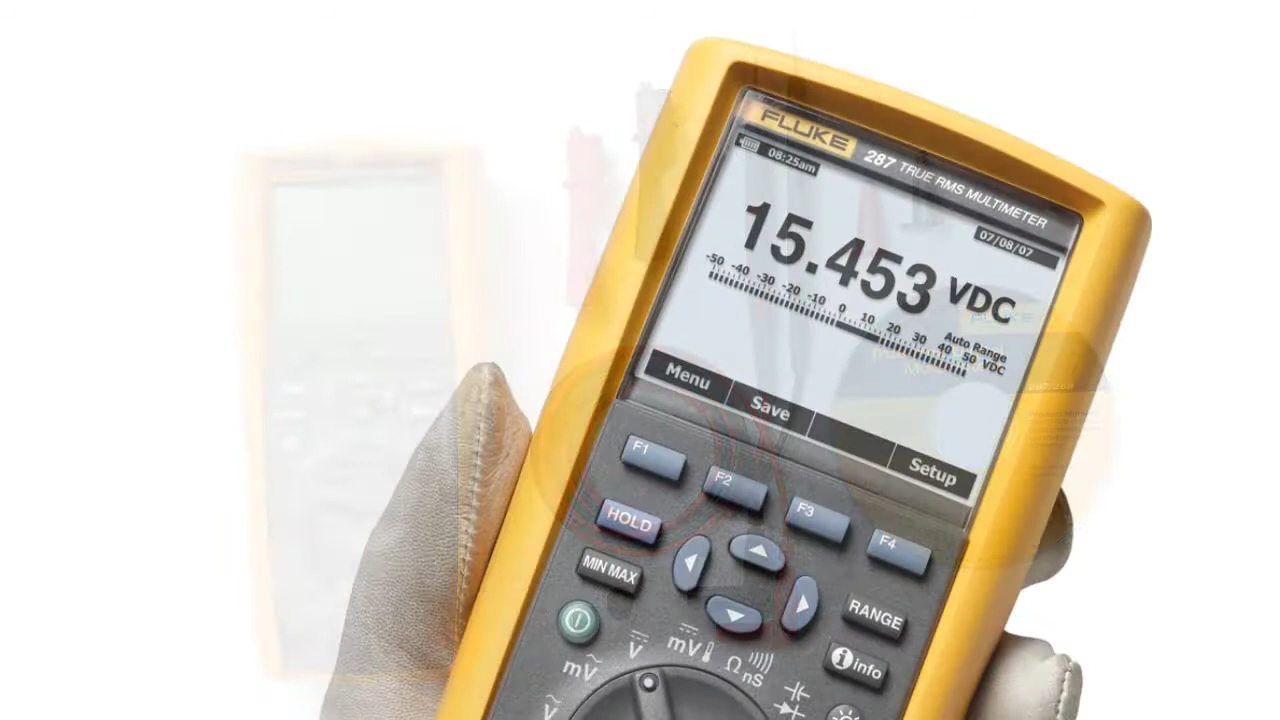 FLUKE
287 TRUE RMS MULTIMETER
08:25am
07/08/07
15.453 VDC
-50 -40 -30 -20 -10 0 10 20 30 40 50 VDC
Auto Range
Menu Save Setup
F1 F2 F3 F4
HOLD
MIN MAX
RANGE
info
V mV Ω nS
mV
V